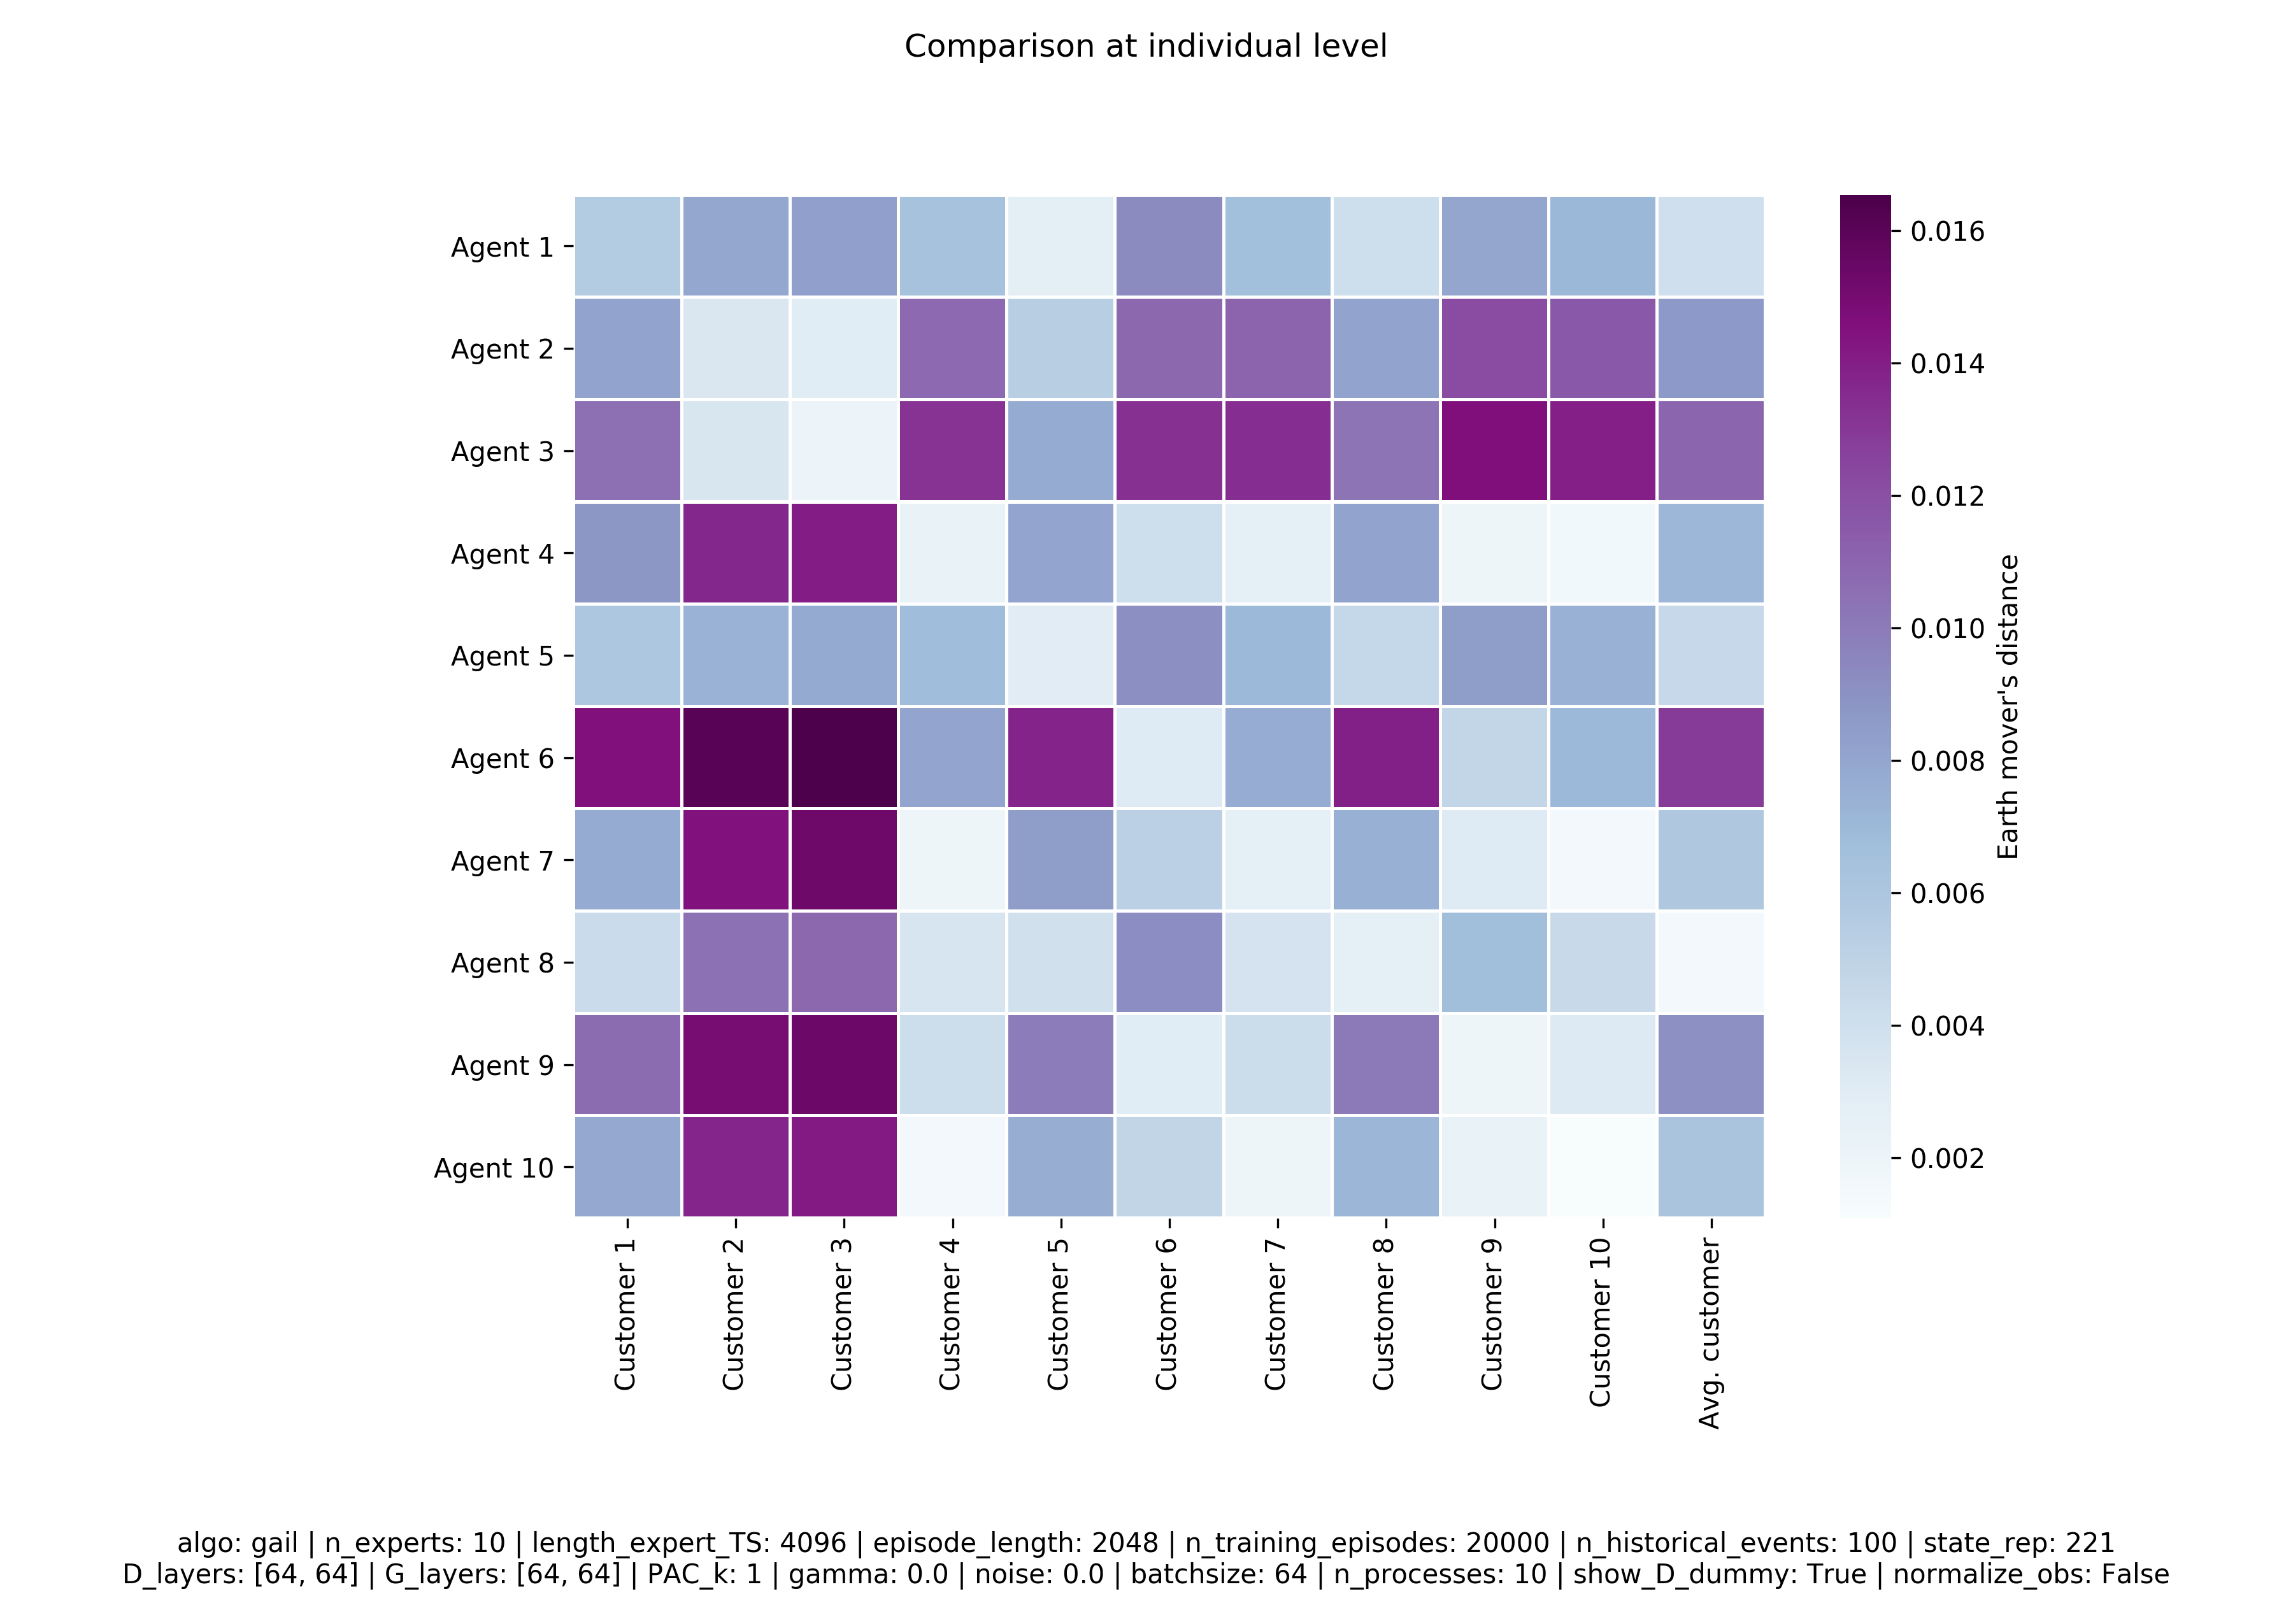 Comparison at individual level
Agent 1
Agent 2
Agent 3
Agent 4
Agent 5
Agent 6
Agent 7
Agent 8
Agent 9
Agent 10
Customer 1
Customer 2
Customer 3
Customer 4
Customer 5
Customer 6
Customer 7
Customer 8
Customer 9
Customer 10
Avg. customer
0.016
0.014
0.012
0.010
0.008
0.006
0.004
0.002
Earth mover's distance
algo: gail | n_experts: 10 | length_expert_TS: 4096 | episode_length: 2048 | n_training_episodes: 20000 | n_historical_events: 100 | state_rep: 221
D_layers: [64, 64] | G_layers: [64, 64] | PAC_k: 1 | gamma: 0.0 | noise: 0.0 | batchsize: 64 | n_processes: 10 | show_D_dummy: True | normalize_obs: False